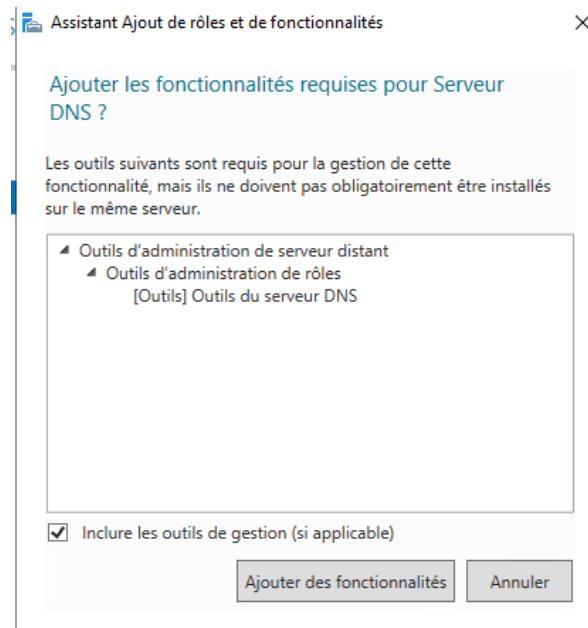 Assistant Ajout de rôles et de fonctionnalités
Ajouter les fonctionnalités requises pour Serveur
DNS ?
Les outils suivants sont requis pour la gestion de cette
fonctionnalité, mais ils ne doivent pas obligatoirement être installés
sur le même serveur.
Outils d'administration de serveur distant
Outils d'administration de rôles
[Outils] Outils du serveur DNS
Inclure les outils de gestion (si applicable)
Ajouter des fonctionnalités
Annuler